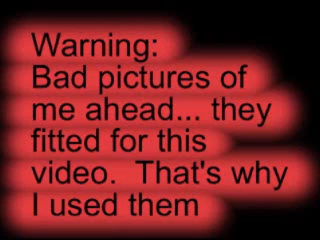 Warning:
Bad pictures of
me ahead... they
fitted for this
video.  That's why
I used them